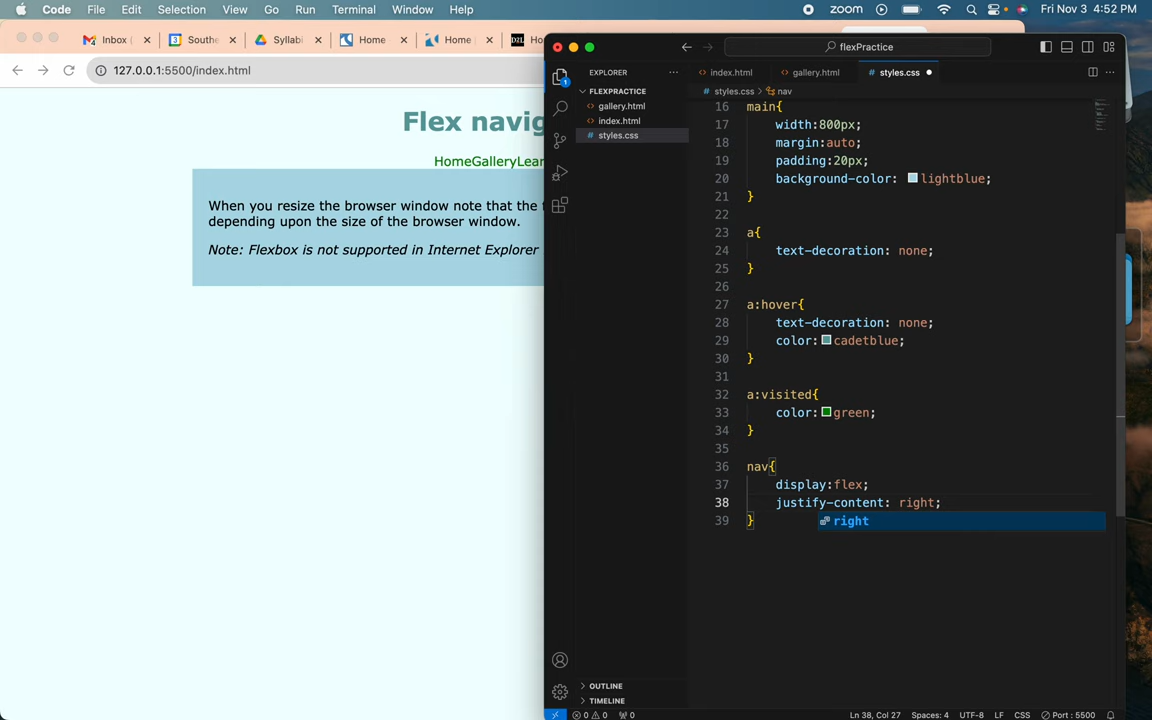 Code File Edit Selection View Go Run Terminal Window Help zoom Fri Nov 3 4:52 PM
Inbox ( Southe Syllabi Home Home D2L Ho
127.0.0.1:5500/index.html
Flex navig
HomeGalleryLear
When you resize the browser window note that the f
depending upon the size of the browser window.
Note: Flexbox is not supported in Internet Explorer
flexPractice
EXPLORER
FLEXPRACTICE
gallery.html
index.html
styles.css
index.html gallery.html styles.css
styles.css > nav
16 main{
17 width:800px;
18 margin:auto;
19 padding:20px;
20 background-color: lightblue;
21 }
22
23 a{
24 text-decoration: none;
25 }
26
27 a:hover{
28 text-decoration: none;
29 color:cadetblue;
30 }
31
32 a:visited{
33 color:green;
34 }
35
36 nav{
37 display:flex;
38 justify-content: right;
39 }
right
1
OUTLINE
TIMELINE
0 0 0 Ln 38, Col 27 Spaces: 4 UTF-8 LF CSS Port : 5500